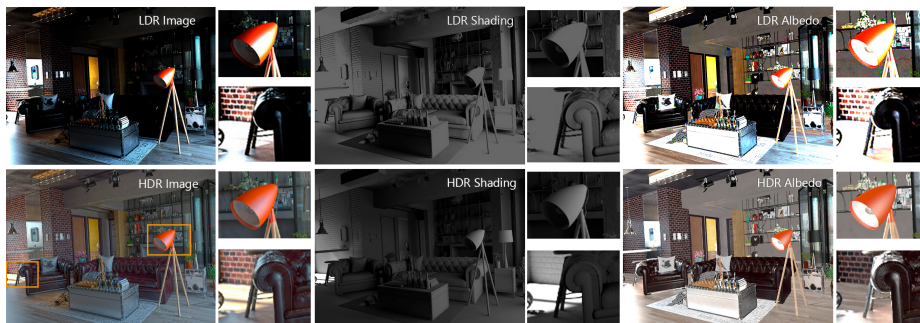 LDR Image
LDR Shading
LDR Albedo
HDR Image
HDR Shading
HDR Albedo